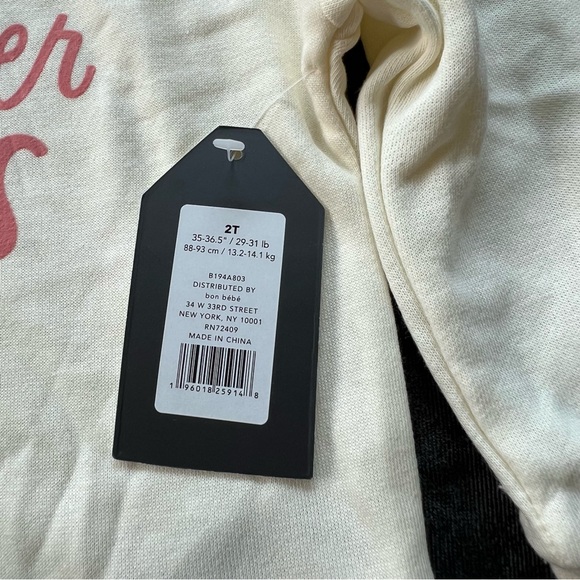 er
2T
35-36.5" / 29-31 lb
88-93 cm / 13.2-14.1 kg
B194A803
DISTRIBUTED BY
bon bébé
34 W 33RD STREET
NEW YORK, NY 10001
RN72409
MADE IN CHINA
1 96018 25914 8